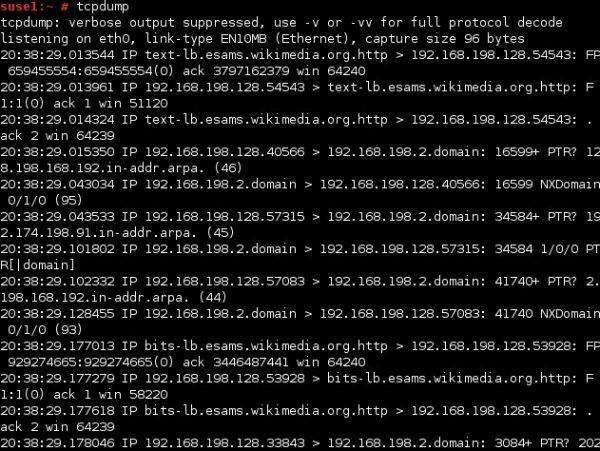 suse1:~ # tcpdump
tcpdump: verbose output suppressed, use -v or -vv for full protocol decode
listening on eth0, link-type EN10MB (Ethernet), capture size 96 bytes
20:38:29.013544 IP text-lb.esams.wikimedia.org.http > 192.168.198.128.54543: FP
 659455554:659455554(0) ack 3797162379 win 64240
20:38:29.013961 IP 192.168.198.128.54543 > text-lb.esams.wikimedia.org.http: F
1:1(0) ack 1 win 51120
20:38:29.014324 IP text-lb.esams.wikimedia.org.http > 192.168.198.128.54543: .
ack 2 win 64239
20:38:29.015350 IP 192.168.198.128.40566 > 192.168.198.2.domain: 16599+ PTR? 12
8.198.168.192.in-addr.arpa. (46)
20:38:29.043034 IP 192.168.198.2.domain > 192.168.198.128.40566: 16599 NXDomain
 0/1/0 (95)
20:38:29.043533 IP 192.168.198.128.57315 > 192.168.198.2.domain: 34584+ PTR? 19
2.174.198.91.in-addr.arpa. (45)
20:38:29.101802 IP 192.168.198.2.domain > 192.168.198.128.57315: 34584 1/0/0 PT
R[|domain]
20:38:29.102332 IP 192.168.198.128.57083 > 192.168.198.2.domain: 41740+ PTR? 2.
198.168.192.in-addr.arpa. (44)
20:38:29.128455 IP 192.168.198.2.domain > 192.168.198.128.57083: 41740 NXDomain
 0/1/0 (93)
20:38:29.177013 IP bits-lb.esams.wikimedia.org.http > 192.168.198.128.53928: FP
 929274665:929274665(0) ack 3446487441 win 64240
20:38:29.177279 IP 192.168.198.128.53928 > bits-lb.esams.wikimedia.org.http: F
1:1(0) ack 1 win 58220
20:38:29.177618 IP bits-lb.esams.wikimedia.org.http > 192.168.198.128.53928: .
ack 2 win 64239
20:38:29.178046 IP 192.168.198.128.33843 > 192.168.198.2.domain: 3084+ PTR? 202